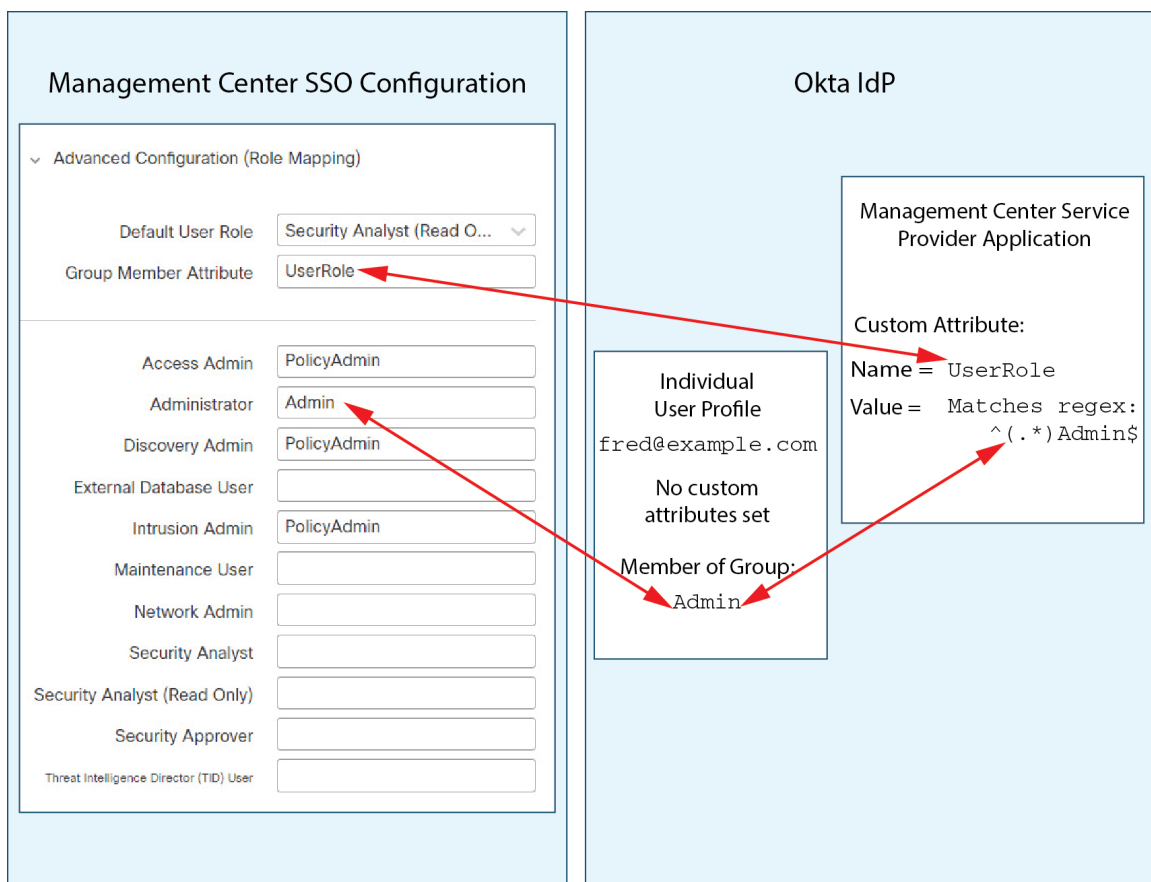 Management Center SSO Configuration
Advanced Configuration (Role Mapping)
Default User Role Security Analyst (Read O...
Group Member Attribute UserRole
Access Admin PolicyAdmin
Administrator Admin
Discovery Admin PolicyAdmin
External Database User
Intrusion Admin PolicyAdmin
Maintenance User
Network Admin
Security Analyst
Security Analyst (Read Only)
Security Approver
Threat Intelligence Director (TID) User
Okta IdP
Individual
User Profile
fred@example.com
No custom
attributes set
Member of Group:
Admin
Management Center Service
Provider Application
Custom Attribute:
Name = UserRole
Value = Matches regex:
^(.*)Admin$